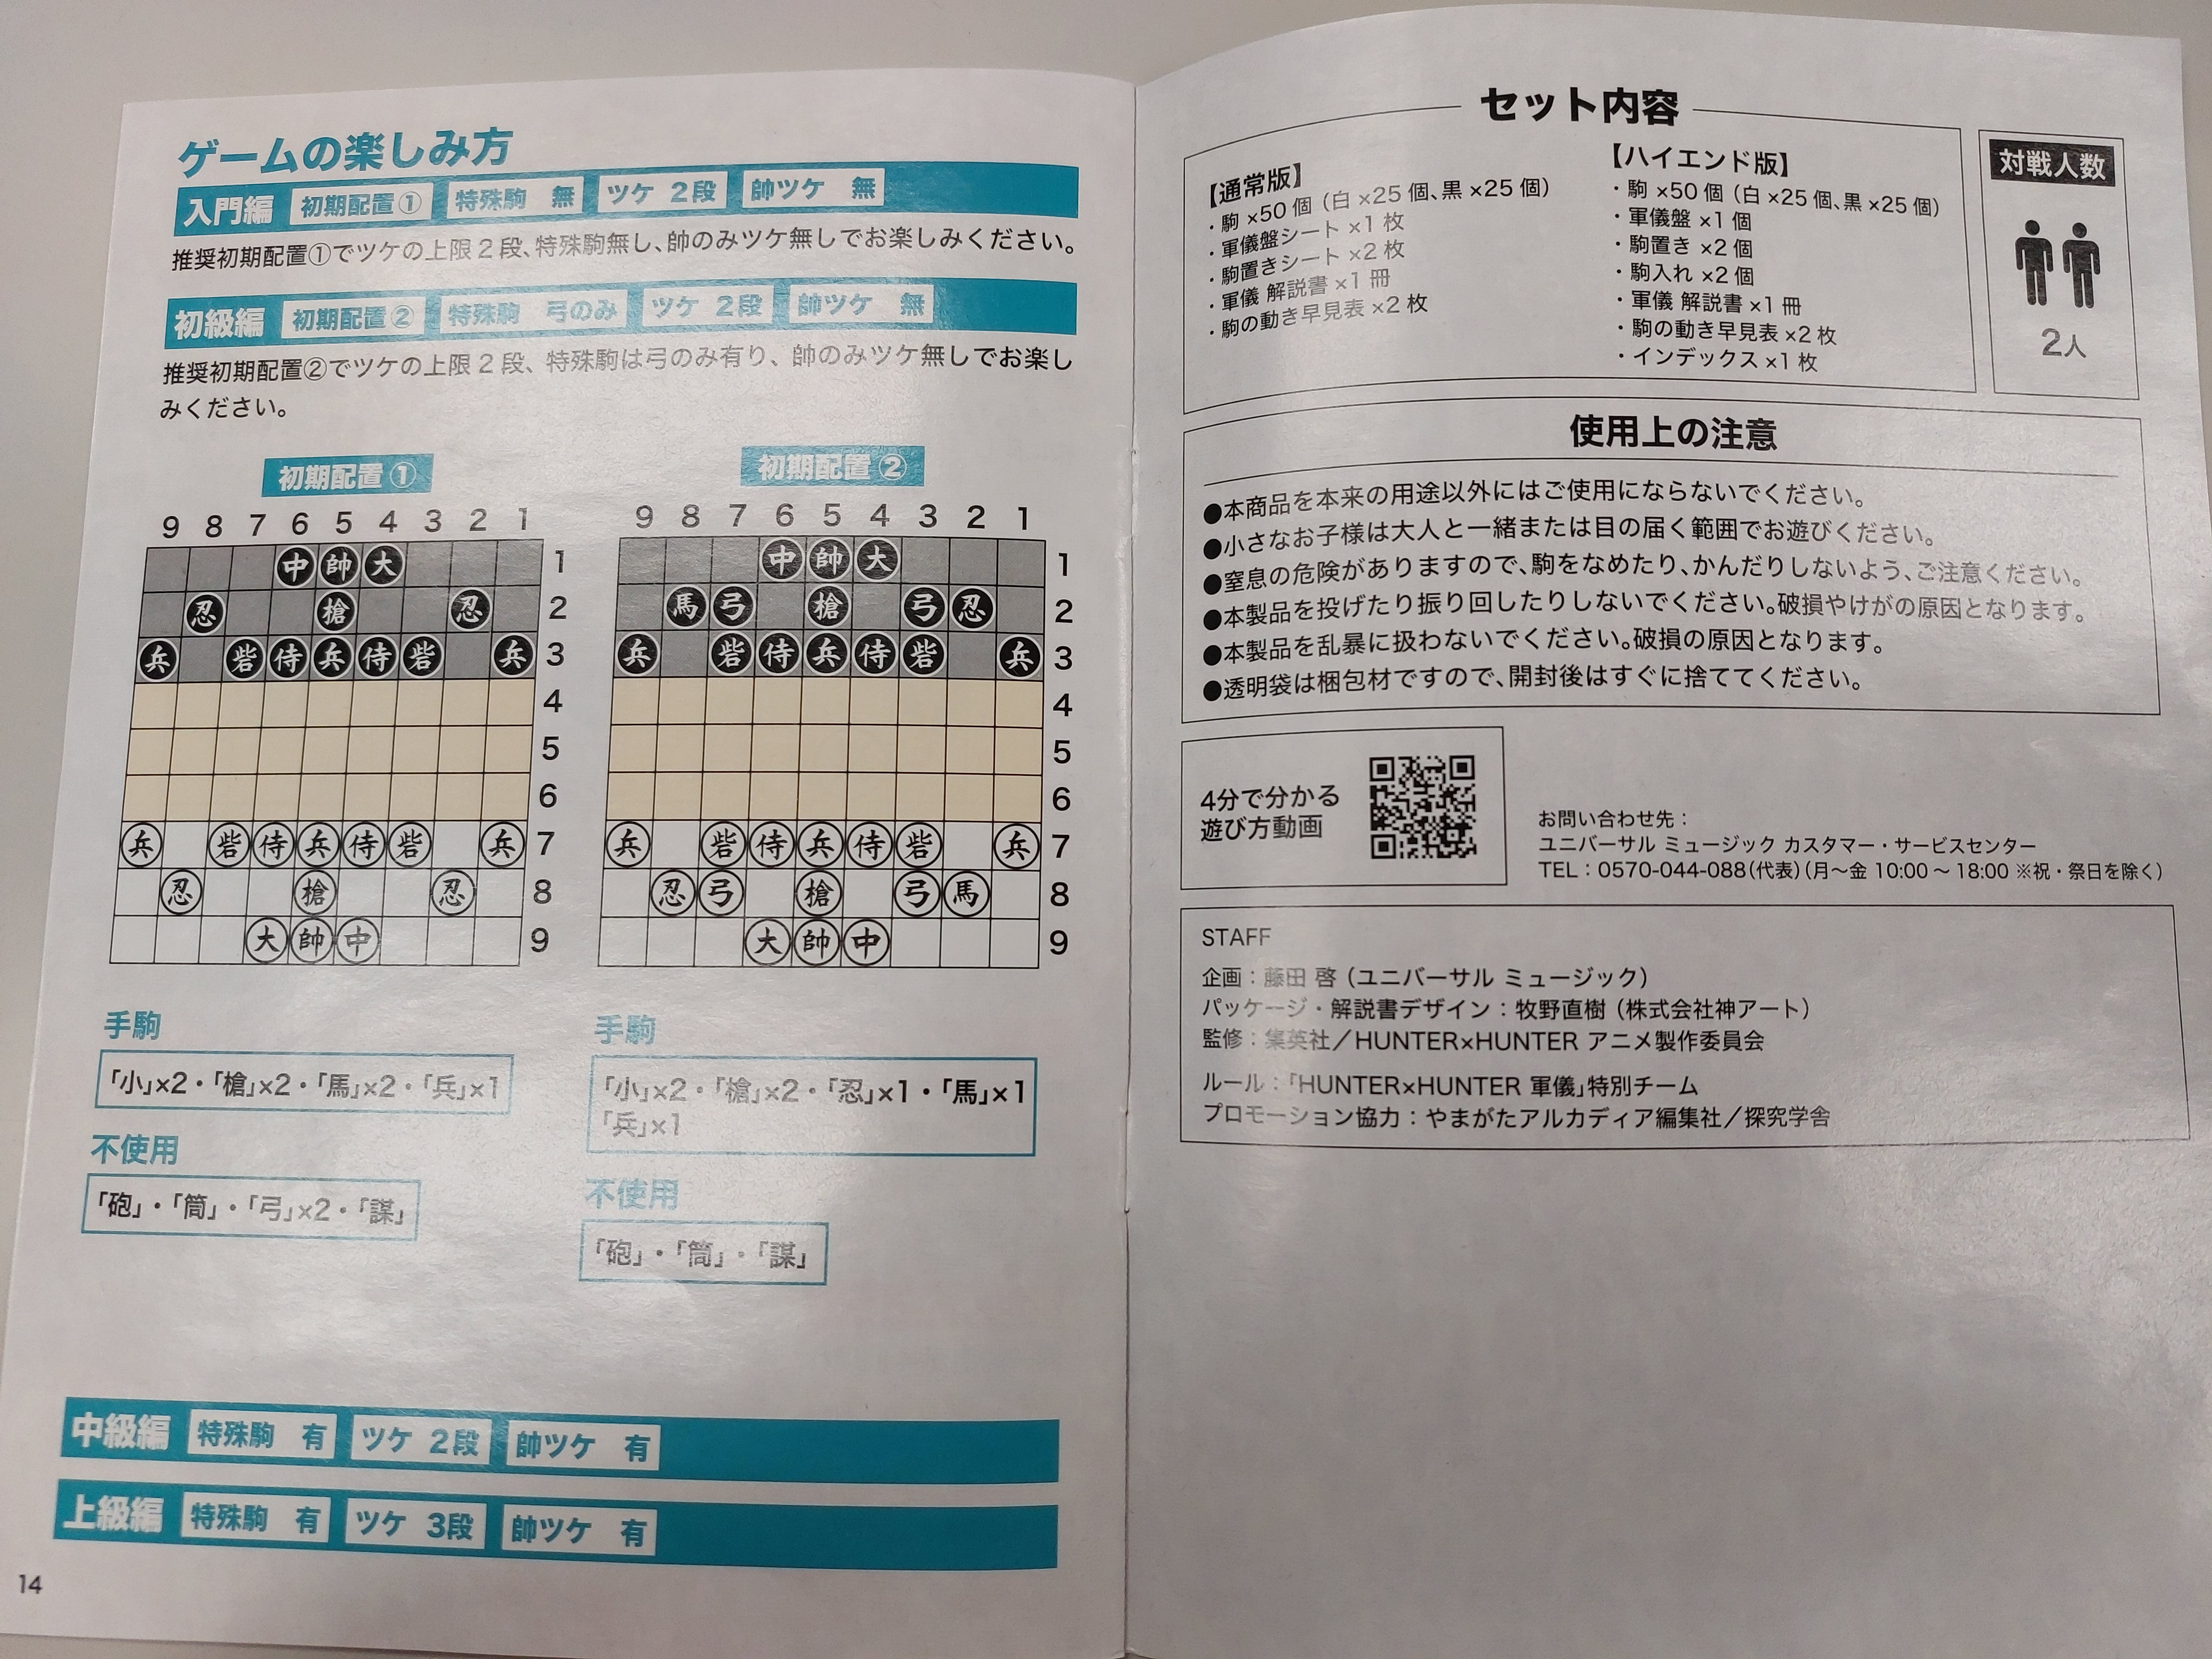 ゲームの楽しみ方
入門編 初期配置① 特殊駒 無 ツケ 2段 帥ツケ 無
推奨初期配置①でツケの上限2段、特殊駒無し、帥のみツケ無しでお楽しみください。
初級編 初期配置② 特殊駒 弓のみ ツケ 2段 帥ツケ 無
推奨初期配置②でツケの上限2段、特殊駒は弓のみ有り、帥のみツケ無しでお楽し
みください。
初期配置①
9 8 7 6 5 4 3 2 1
中 帥 大 1
忍 槍 忍 2
兵 砦 侍 兵 侍 砦 兵 3
4
5
6
兵 砦 侍 兵 侍 砦 兵 7
忍 槍 忍 8
大 帥 中 9
手駒
「小」×2・「槍」×2・「馬」×2・「兵」×1
不使用
「砲」・「筒」・「弓」×2・「謀」
初期配置②
9 8 7 6 5 4 3 2 1
中 帥 大 1
馬 弓 槍 弓 忍 2
兵 砦 侍 兵 侍 砦 兵 3
4
5
6
兵 砦 侍 兵 侍 砦 兵 7
忍 弓 槍 弓 馬 8
大 帥 中 9
手駒
「小」×2・「槍」×2・「忍」×1・「馬」×1
「兵」×1
不使用
「砲」・「筒」・「謀」
中級編 特殊駒 有 ツケ 2段 帥ツケ 有
上級編 特殊駒 有 ツケ 3段 帥ツケ 有
14
セット内容
【通常版】
・駒 ×50個（白×25個、黒×25個）
・軍儀盤シート ×1枚
・駒置きシート ×2枚
・軍儀 解説書 ×1冊
・駒の動き早見表 ×2枚
【ハイエンド版】
・駒 ×50個（白×25個、黒×25個）
・軍儀盤 ×1個
・駒置き ×2個
・駒入れ ×2個
・軍儀 解説書 ×1冊
・駒の動き早見表 ×2枚
・インデックス ×1枚
対戦人数
2人
使用上の注意
●本商品を本来の用途以外にはご使用にならないでください。
●小さなお子様は大人と一緒または目の届く範囲でお遊びください。
●窒息の危険がありますので、駒をなめたり、かんだりしないよう、ご注意ください。
●本製品を投げたり振り回したりしないでください。破損やけがの原因となります。
●本製品を乱暴に扱わないでください。破損の原因となります。
●透明袋は梱包材ですので、開封後はすぐに捨ててください。
4分で分かる
遊び方動画
お問い合わせ先：
ユニバーサル ミュージック カスタマー・サービスセンター
TEL：0570-044-088（代表）（月～金 10:00～18:00 ※祝・祭日を除く）
STAFF
企画：藤田 啓（ユニバーサル ミュージック）
パッケージ・解説書デザイン：牧野直樹（株式会社神アート）
監修：集英社／HUNTER×HUNTER アニメ製作委員会
ルール：「HUNTER×HUNTER 軍儀」特別チーム
プロモーション協力：やまがたアルカディア編集社／探究学舎